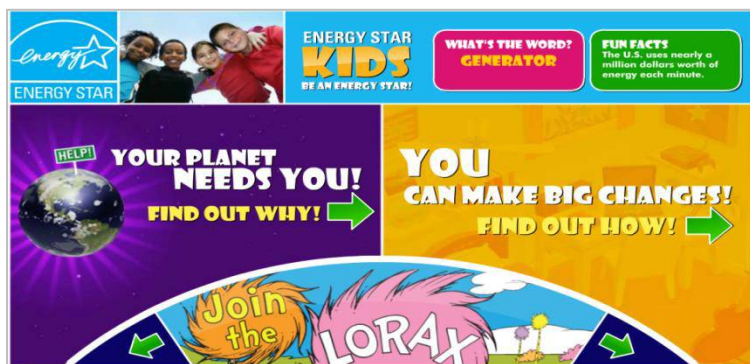 energy
ENERGY STAR
ENERGY STAR
KIDS
BE AN ENERGY STAR!
WHAT'S THE WORD?
GENERATOR
FUN FACTS
The U.S. uses nearly a
million dollars worth of
energy each minute.
HELP!
YOUR PLANET
NEEDS YOU!
FIND OUT WHY!
YOU
CAN MAKE BIG CHANGES!
FIND OUT HOW!
Join
the
LORAX